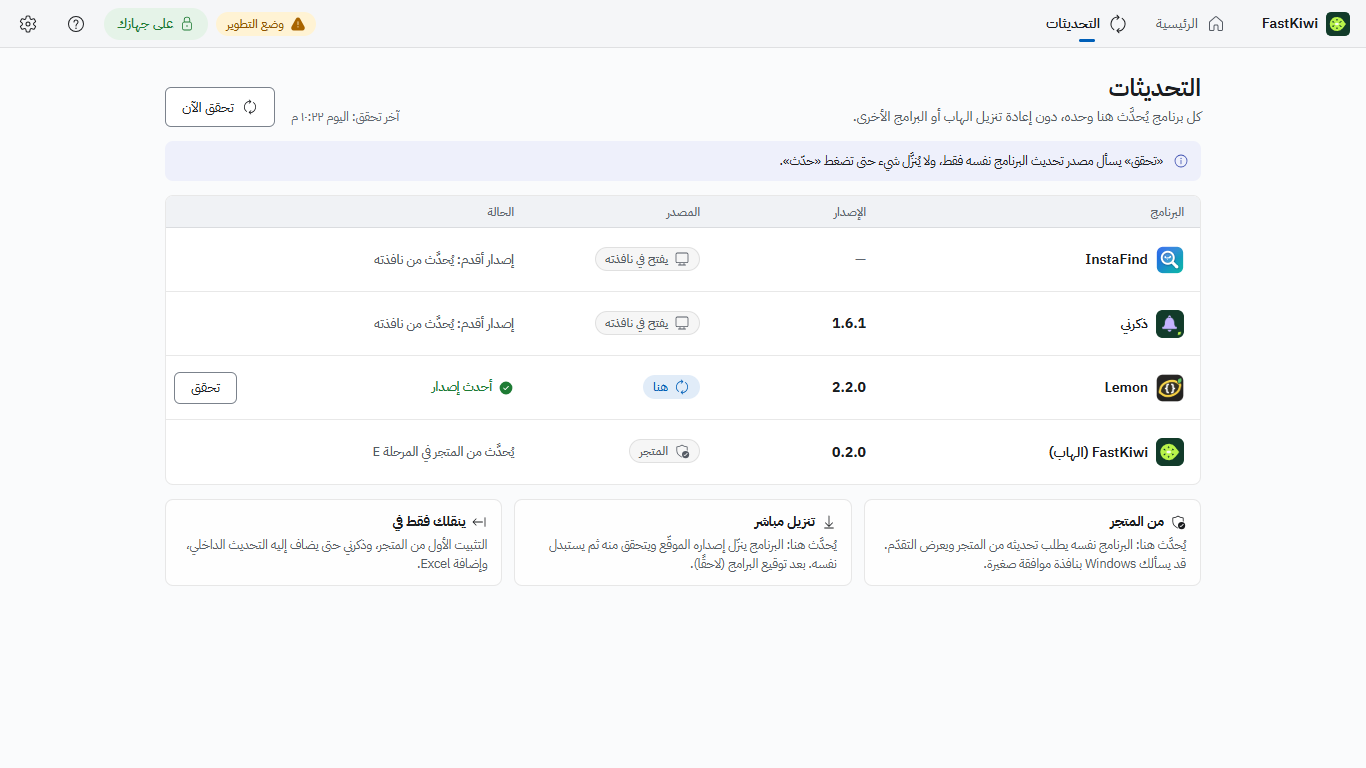 FastKiwi
الرئيسية
التحديثات
وضع التطوير
على جهازك
التحديثات
كل برنامج يُحدَّث هنا وحده، دون إعادة تنزيل الهاب أو البرامج الأخرى.
آخر تحقق: اليوم ١٠:٢٢ م
تحقق الآن
«تحقق» يسأل مصدر تحديث البرنامج نفسه فقط، ولا يُنزَّل شيء حتى تضغط «حدّث».
البرنامج الإصدار المصدر الحالة
InstaFind — يفتح في نافذته إصدار أقدم: يُحدَّث من نافذته
ذكرني 1.6.1 يفتح في نافذته إصدار أقدم: يُحدَّث من نافذته
Lemon 2.2.0 هنا أحدث إصدار تحقق
FastKiwi (الهاب) 0.2.0 المتجر يُحدَّث من المتجر في المرحلة E
من المتجر
يُحدَّث هنا: البرنامج نفسه يطلب تحديثه من المتجر ويعرض التقدّم.
قد يسألك Windows بنافذة موافقة صغيرة.
تنزيل مباشر
يُحدَّث هنا: البرنامج ينزّل إصداره الموقّع ويتحقق منه ثم يستبدل
نفسه. بعد توقيع البرامج (لاحقًا).
ينقلك فقط في
التثبيت الأول من المتجر، وذكرني حتى يضاف إليه التحديث الداخلي،
وإضافة Excel.